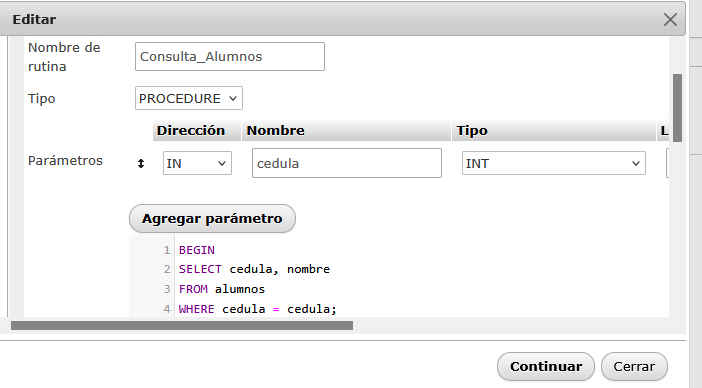 Editar
Nombre de
rutina
Consulta_Alumnos
Tipo
PROCEDURE
Dirección Nombre Tipo L
Parámetros IN cedula INT
Agregar parámetro
1 BEGIN
2 SELECT cedula, nombre
3 FROM alumnos
4 WHERE cedula = cedula;
Continuar Cerrar